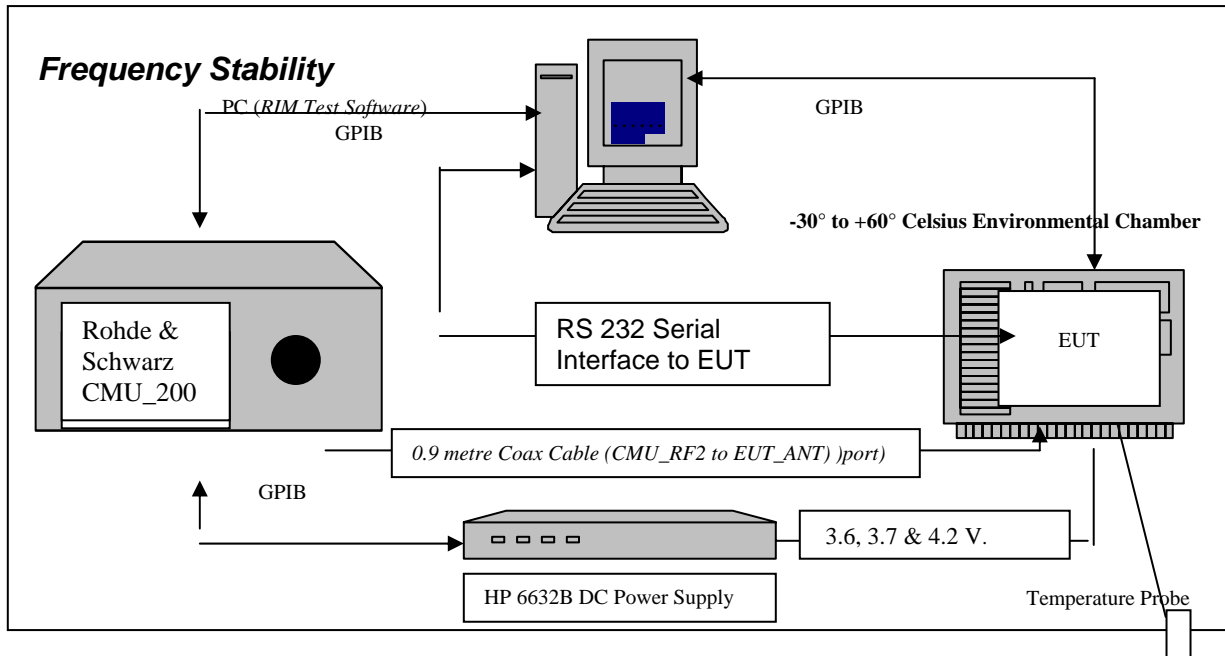 Frequency Stability
PC (RIM Test Software)
GPIB
GPIB
-30° to +60° Celsius Environmental Chamber
Rohde &
Schwarz
CMU_200
RS 232 Serial
Interface to EUT
EUT
0.9 metre Coax Cable (CMU_RF2 to EUT_ANT) )port)
GPIB
3.6, 3.7 & 4.2 V.
HP 6632B DC Power Supply
Temperature Probe